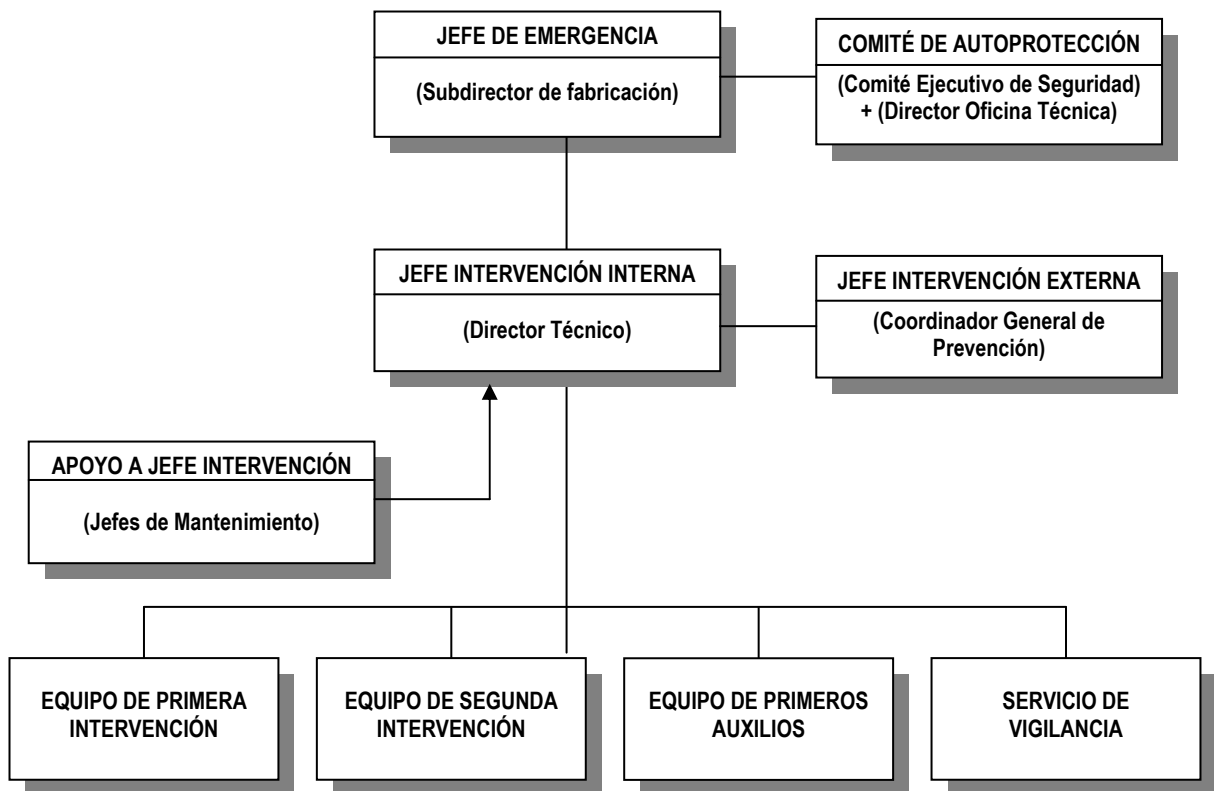 JEFE DE EMERGENCIA
(Subdirector de fabricación)
COMITÉ DE AUTOPROTECCIÓN
(Comité Ejecutivo de Seguridad)
+ (Director Oficina Técnica)
JEFE INTERVENCIÓN INTERNA
(Director Técnico)
JEFE INTERVENCIÓN EXTERNA
(Coordinador General de
Prevención)
APOYO A JEFE INTERVENCIÓN
(Jefes de Mantenimiento)
EQUIPO DE PRIMERA
INTERVENCIÓN
EQUIPO DE SEGUNDA
INTERVENCIÓN
EQUIPO DE PRIMEROS
AUXILIOS
SERVICIO DE
VIGILANCIA